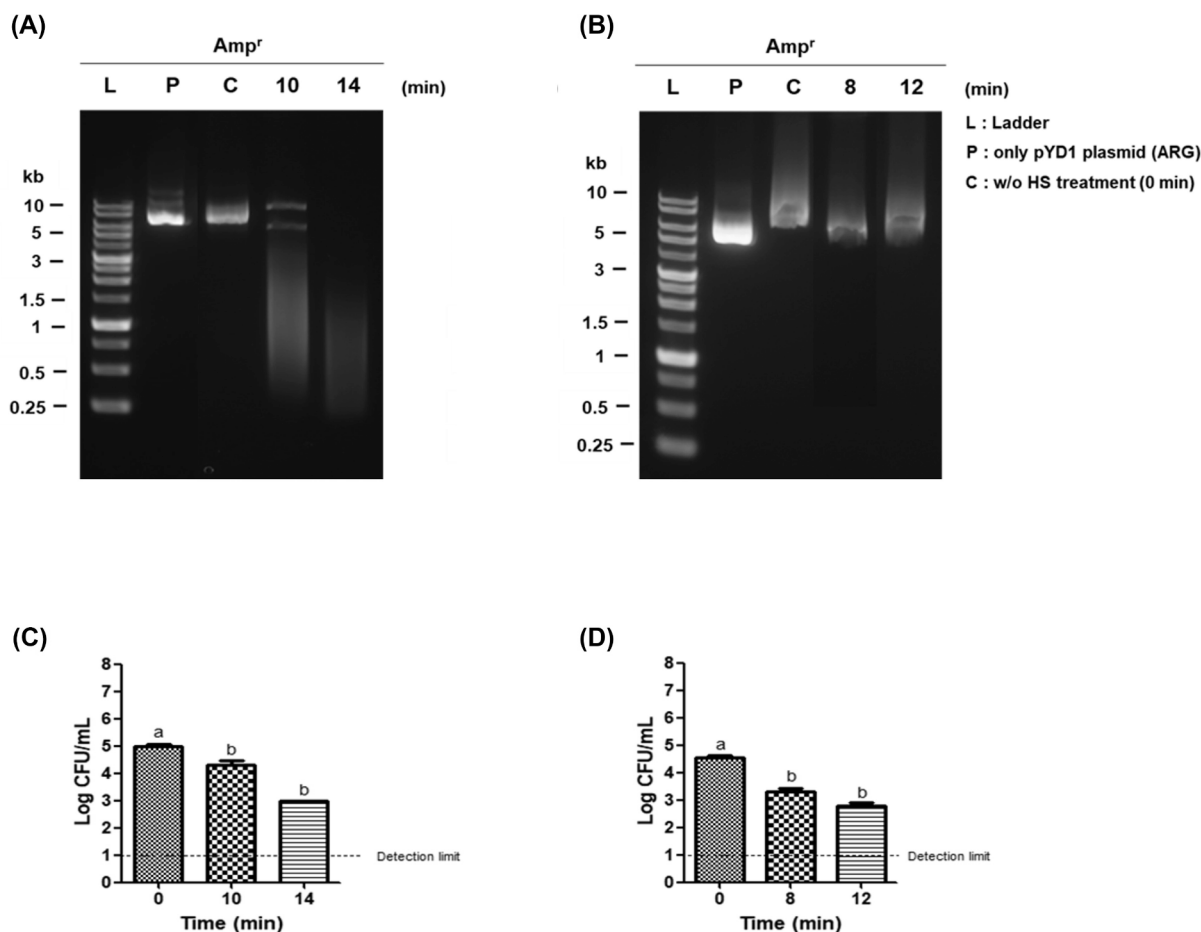 (A)
Ampʳ
L P C 10 14 (min)
kb
10
5
3
1.5
1
0.5
0.25
(B)
Ampʳ
L P C 8 12 (min)
kb
10
5
3
1.5
1
0.5
0.25
L : Ladder
P : only pYD1 plasmid (ARG)
C : w/o HS treatment (0 min)
(C)
Log CFU/mL
8
7
6
5
4
3
2
1
0
a
b
b
Detection limit
0 10 14
Time (min)
(D)
Log CFU/mL
8
7
6
5
4
3
2
1
0
a
b
b
Detection limit
0 8 12
Time (min)